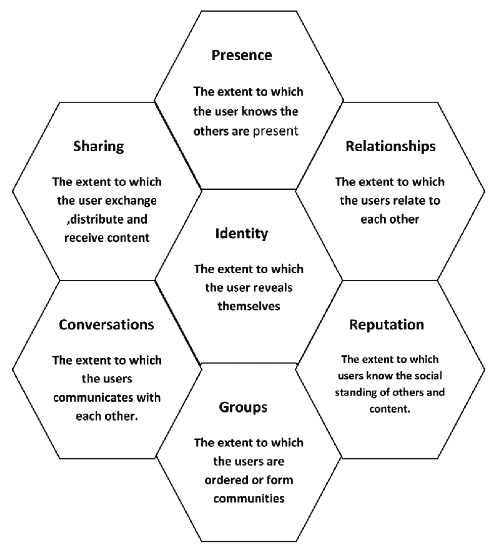 Presence
The extent to which
the user knows the
others are present
Sharing
The extent to which
the user exchange
,distribute and
receive content
Relationships
The extent to which
the users relate to
each other
Identity
The extent to which
the user reveals
themselves
Conversations
The extent to which
the users
communicates with
each other.
Reputation
The extent to which
users know the social
standing of others and
content.
Groups
The extent to which
the users are
ordered or form
communities